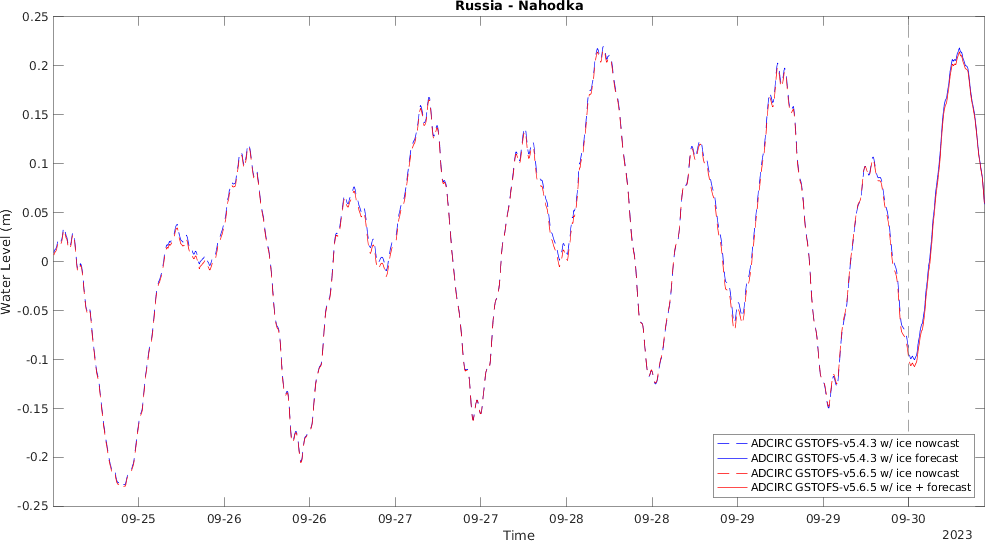 Russia - Nahodka
0.25
0.2
0.15
0.1
0.05
0
-0.05
-0.1
-0.15
-0.2
-0.25
Water Level (m)
ADCIRC GSTOFS-v5.4.3 w/ ice nowcast
ADCIRC GSTOFS-v5.4.3 w/ ice forecast
ADCIRC GSTOFS-v5.6.5 w/ ice nowcast
ADCIRC GSTOFS-v5.6.5 w/ ice + forecast
09-25 09-26 09-26 09-27 09-27 09-28 09-28 09-29 09-29 09-30
Time
2023